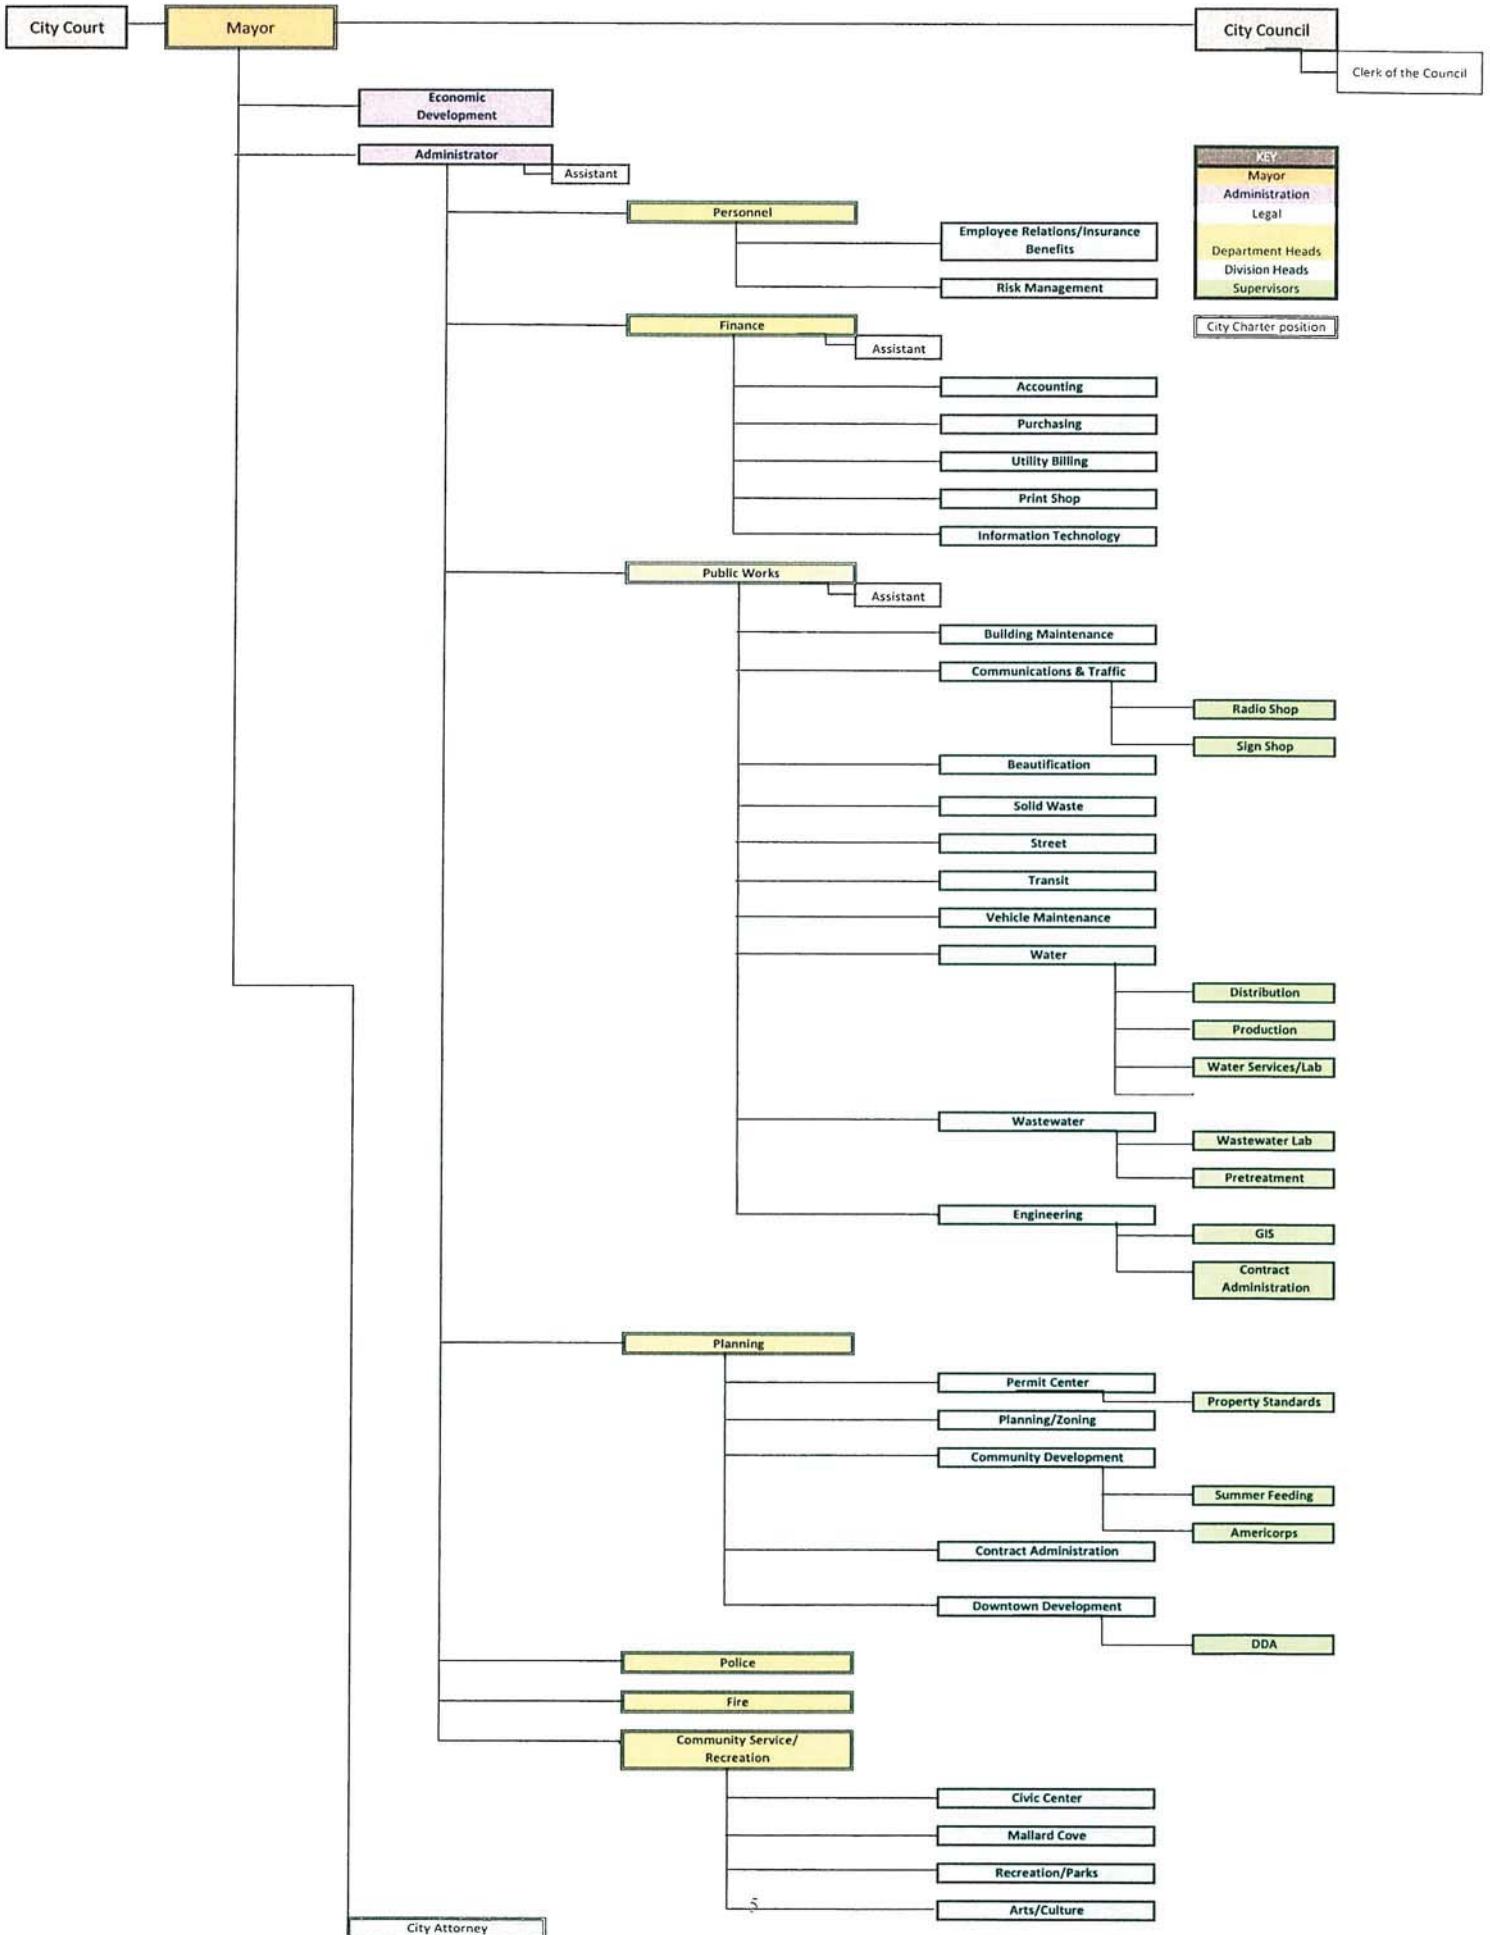 City Court
Mayor
City Council
Clerk of the Council
Economic
Development
Administrator
Assistant
KEY
Mayor
Administration
Legal
Department Heads
Division Heads
Supervisors
City Charter position
Personnel
Employee Relations/Insurance
Benefits
Risk Management
Finance
Assistant
Accounting
Purchasing
Utility Billing
Print Shop
Information Technology
Public Works
Assistant
Building Maintenance
Communications & Traffic
Radio Shop
Sign Shop
Beautification
Solid Waste
Street
Transit
Vehicle Maintenance
Water
Distribution
Production
Water Services/Lab
Wastewater
Wastewater Lab
Pretreatment
Engineering
GIS
Contract
Administration
Planning
Permit Center
Property Standards
Planning/Zoning
Community Development
Summer Feeding
Americorps
Contract Administration
Downtown Development
DDA
Police
Fire
Community Service/
Recreation
Civic Center
Mallard Cove
Recreation/Parks
Arts/Culture
5
City Attorney